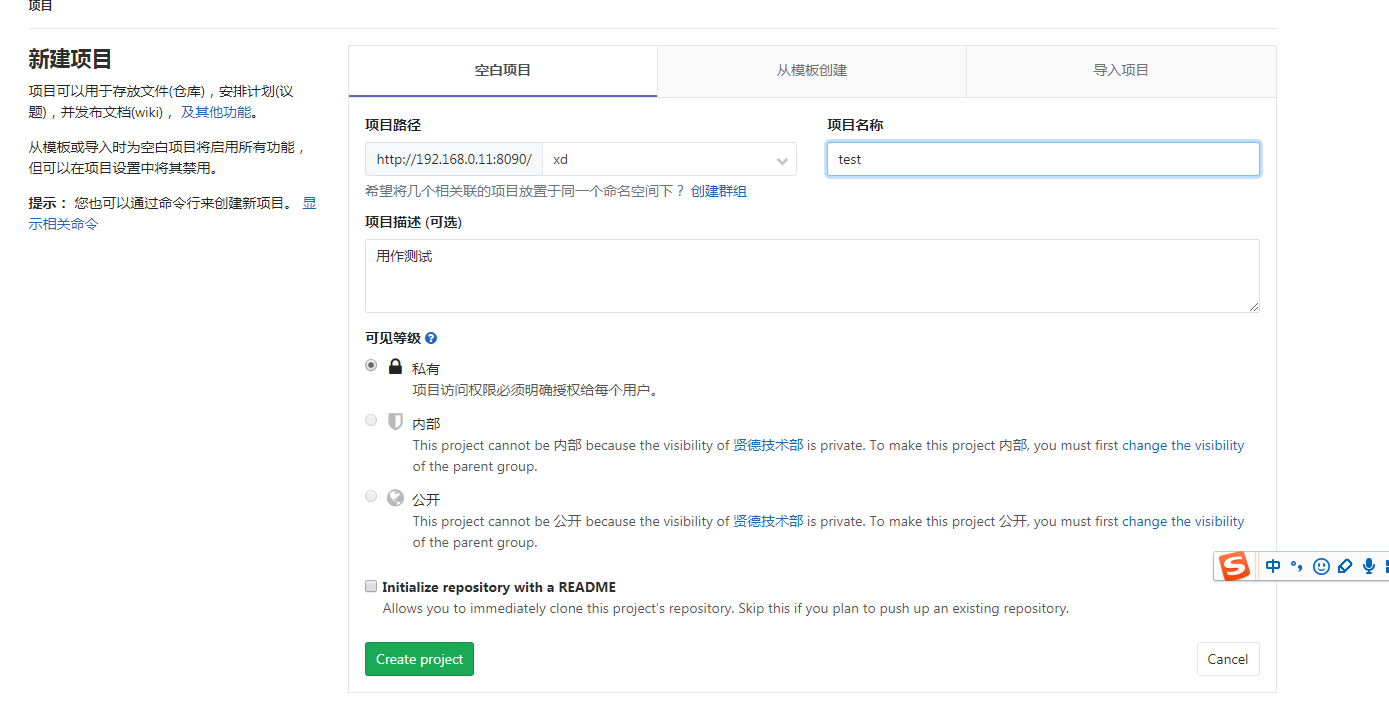 项目
新建项目
项目可以用于存放文件(仓库)，安排计划(议
题)，并发布文档(wiki)， 及其他功能。
从模板或导入时为空白项目将启用所有功能，
但可以在项目设置中将其禁用。
提示： 您也可以通过命令行来创建新项目。 显
示相关命令
空白项目
从模板创建
导入项目
项目路径
http://192.168.0.11:8090/
xd
希望将几个相关联的项目放置于同一个命名空间下？ 创建群组
项目名称
test
项目描述 (可选)
用作测试
可见等级 ?
私有
项目访问权限必须明确授权给每个用户。
内部
This project cannot be 内部 because the visibility of 贤德技术部 is private. To make this project 内部, you must first change the visibility
of the parent group.
公开
This project cannot be 公开 because the visibility of 贤德技术部 is private. To make this project 公开, you must first change the visibility
of the parent group.
Initialize repository with a README
Allows you to immediately clone this project’s repository. Skip this if you plan to push up an existing repository.
Create project
Cancel
S 中 °,